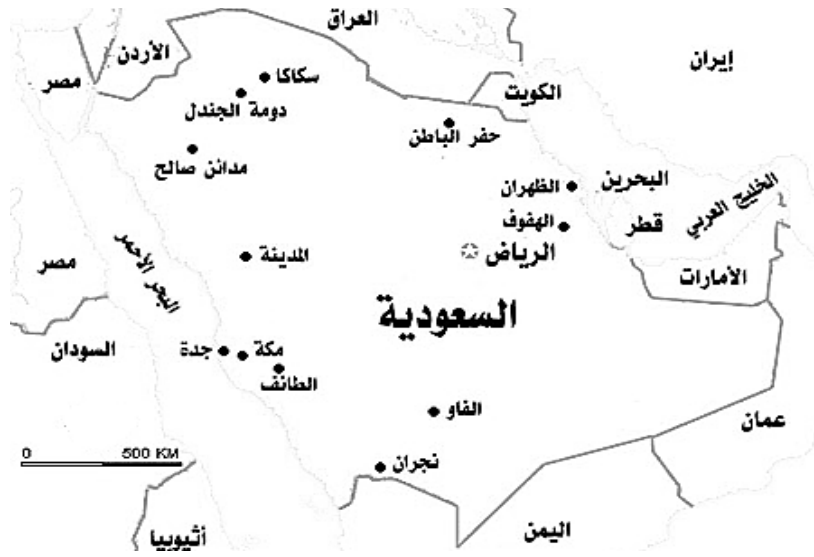 العراق
إيران
الأردن
مصر
سكاكا
الكويت
دومة الجندل
حفر الباطن
مدائن صالح
الظهران
البحرين
الخليج العربي
الهفوف
قطر
المدينة
الرياض
مصر
البحر الأحمر
الأمارات
السعودية
السودان
جدة
مكة
الطائف
الفاو
عمان
0 500 KM
نجران
اليمن
أثيوبيا